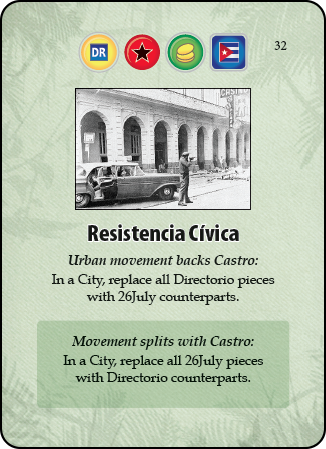 DR
32
Resistencia Cívica
Urban movement backs Castro:
In a City, replace all Directorio pieces
with 26July counterparts.
Movement splits with Castro:
In a City, replace all 26July pieces
with Directorio counterparts.